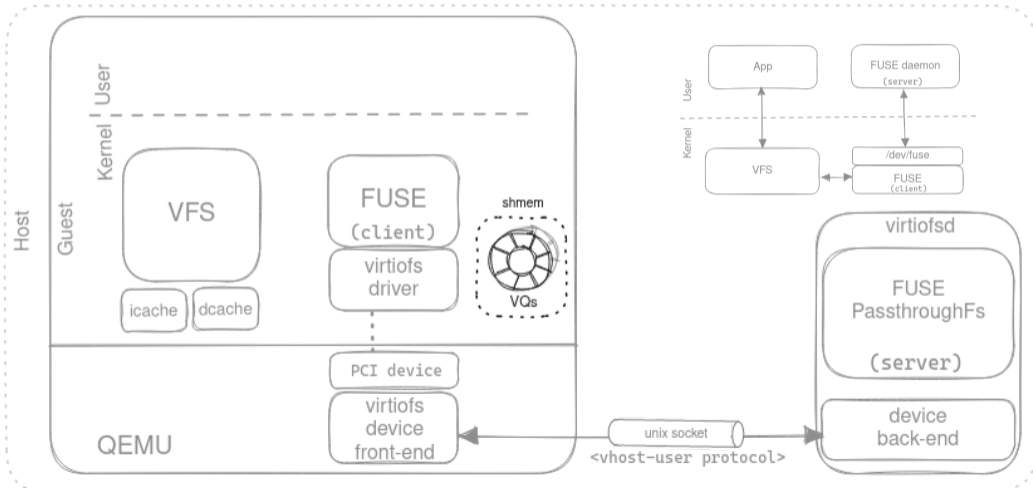 Host
Guest
User
Kernel
VFS
icache
dcache
FUSE
(client)
virtiofs
driver
shmem
VQs
QEMU
PCI device
virtiofs
device
front-end
unix socket
<vhost-user protocol>
User
Kernel
App
FUSE daemon
(server)
VFS
/dev/fuse
FUSE
(client)
virtiofsd
FUSE
PassthroughFs
(server)
device
back-end